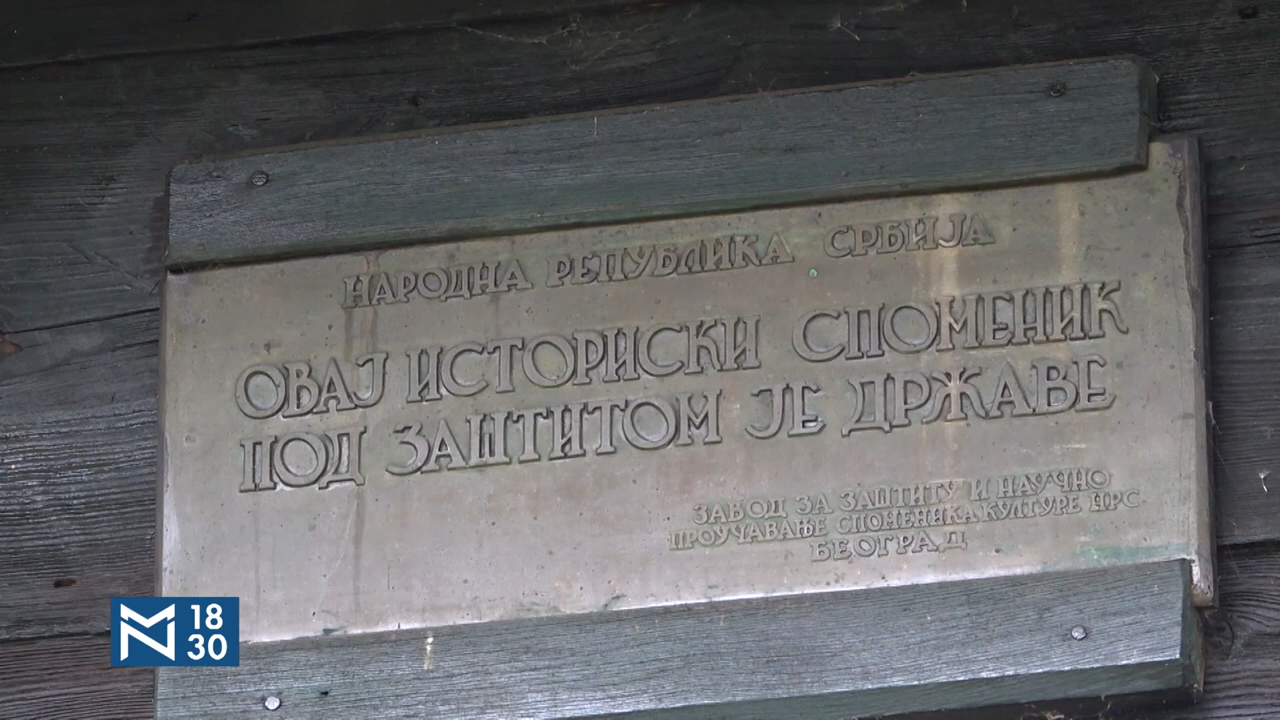 НАРОДНА РЕПУБЛИКА СРБИЈА
ОВАЈ ИСТОРИСКИ СПОМЕНИК
ПОД ЗАШТИТОМ ЈЕ ДРЖАВЕ
ЗАВОД ЗА ЗАШТИТУ И НАУЧНО
ПРОУЧАВАЊЕ СПОМЕНИКА КУЛТУРЕ НРС
БЕОГРАД
M 18
30